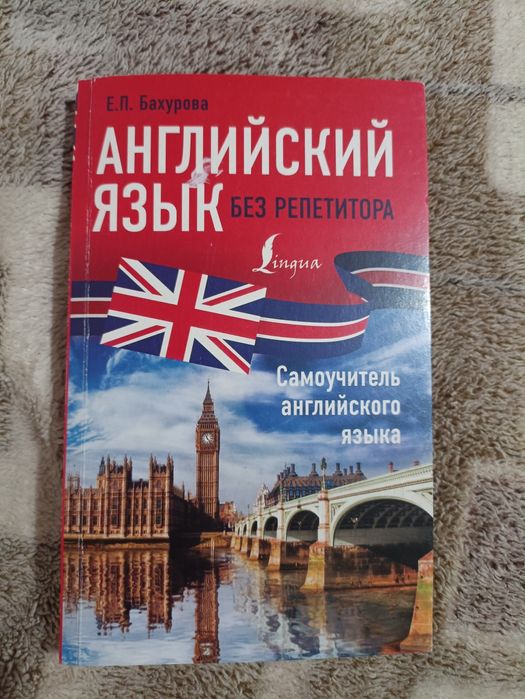 Е.П. Бахурова
АНГЛИЙСКИЙ
ЯЗЫК БЕЗ РЕПЕТИТОРА
Lingua
Самоучитель
английского
языка